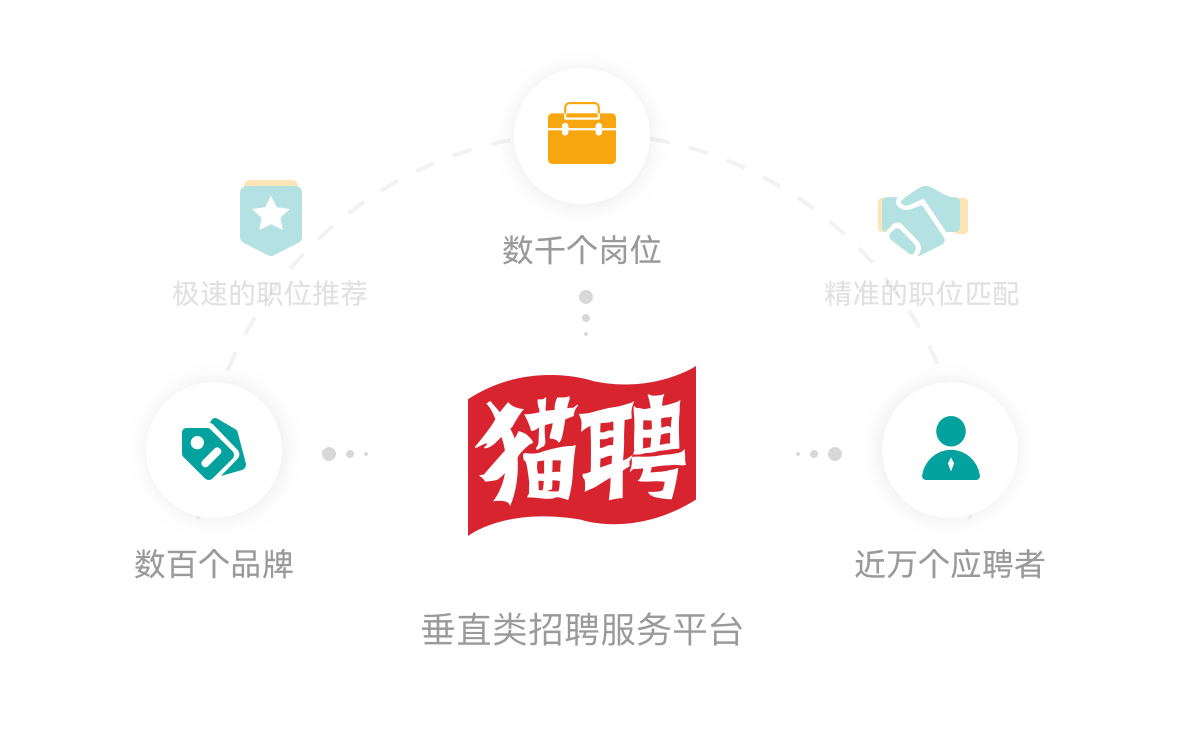 数千个岗位
极速的职位推荐
精准的职位匹配
猫聘
数百个品牌
近万个应聘者
垂直类招聘服务平台